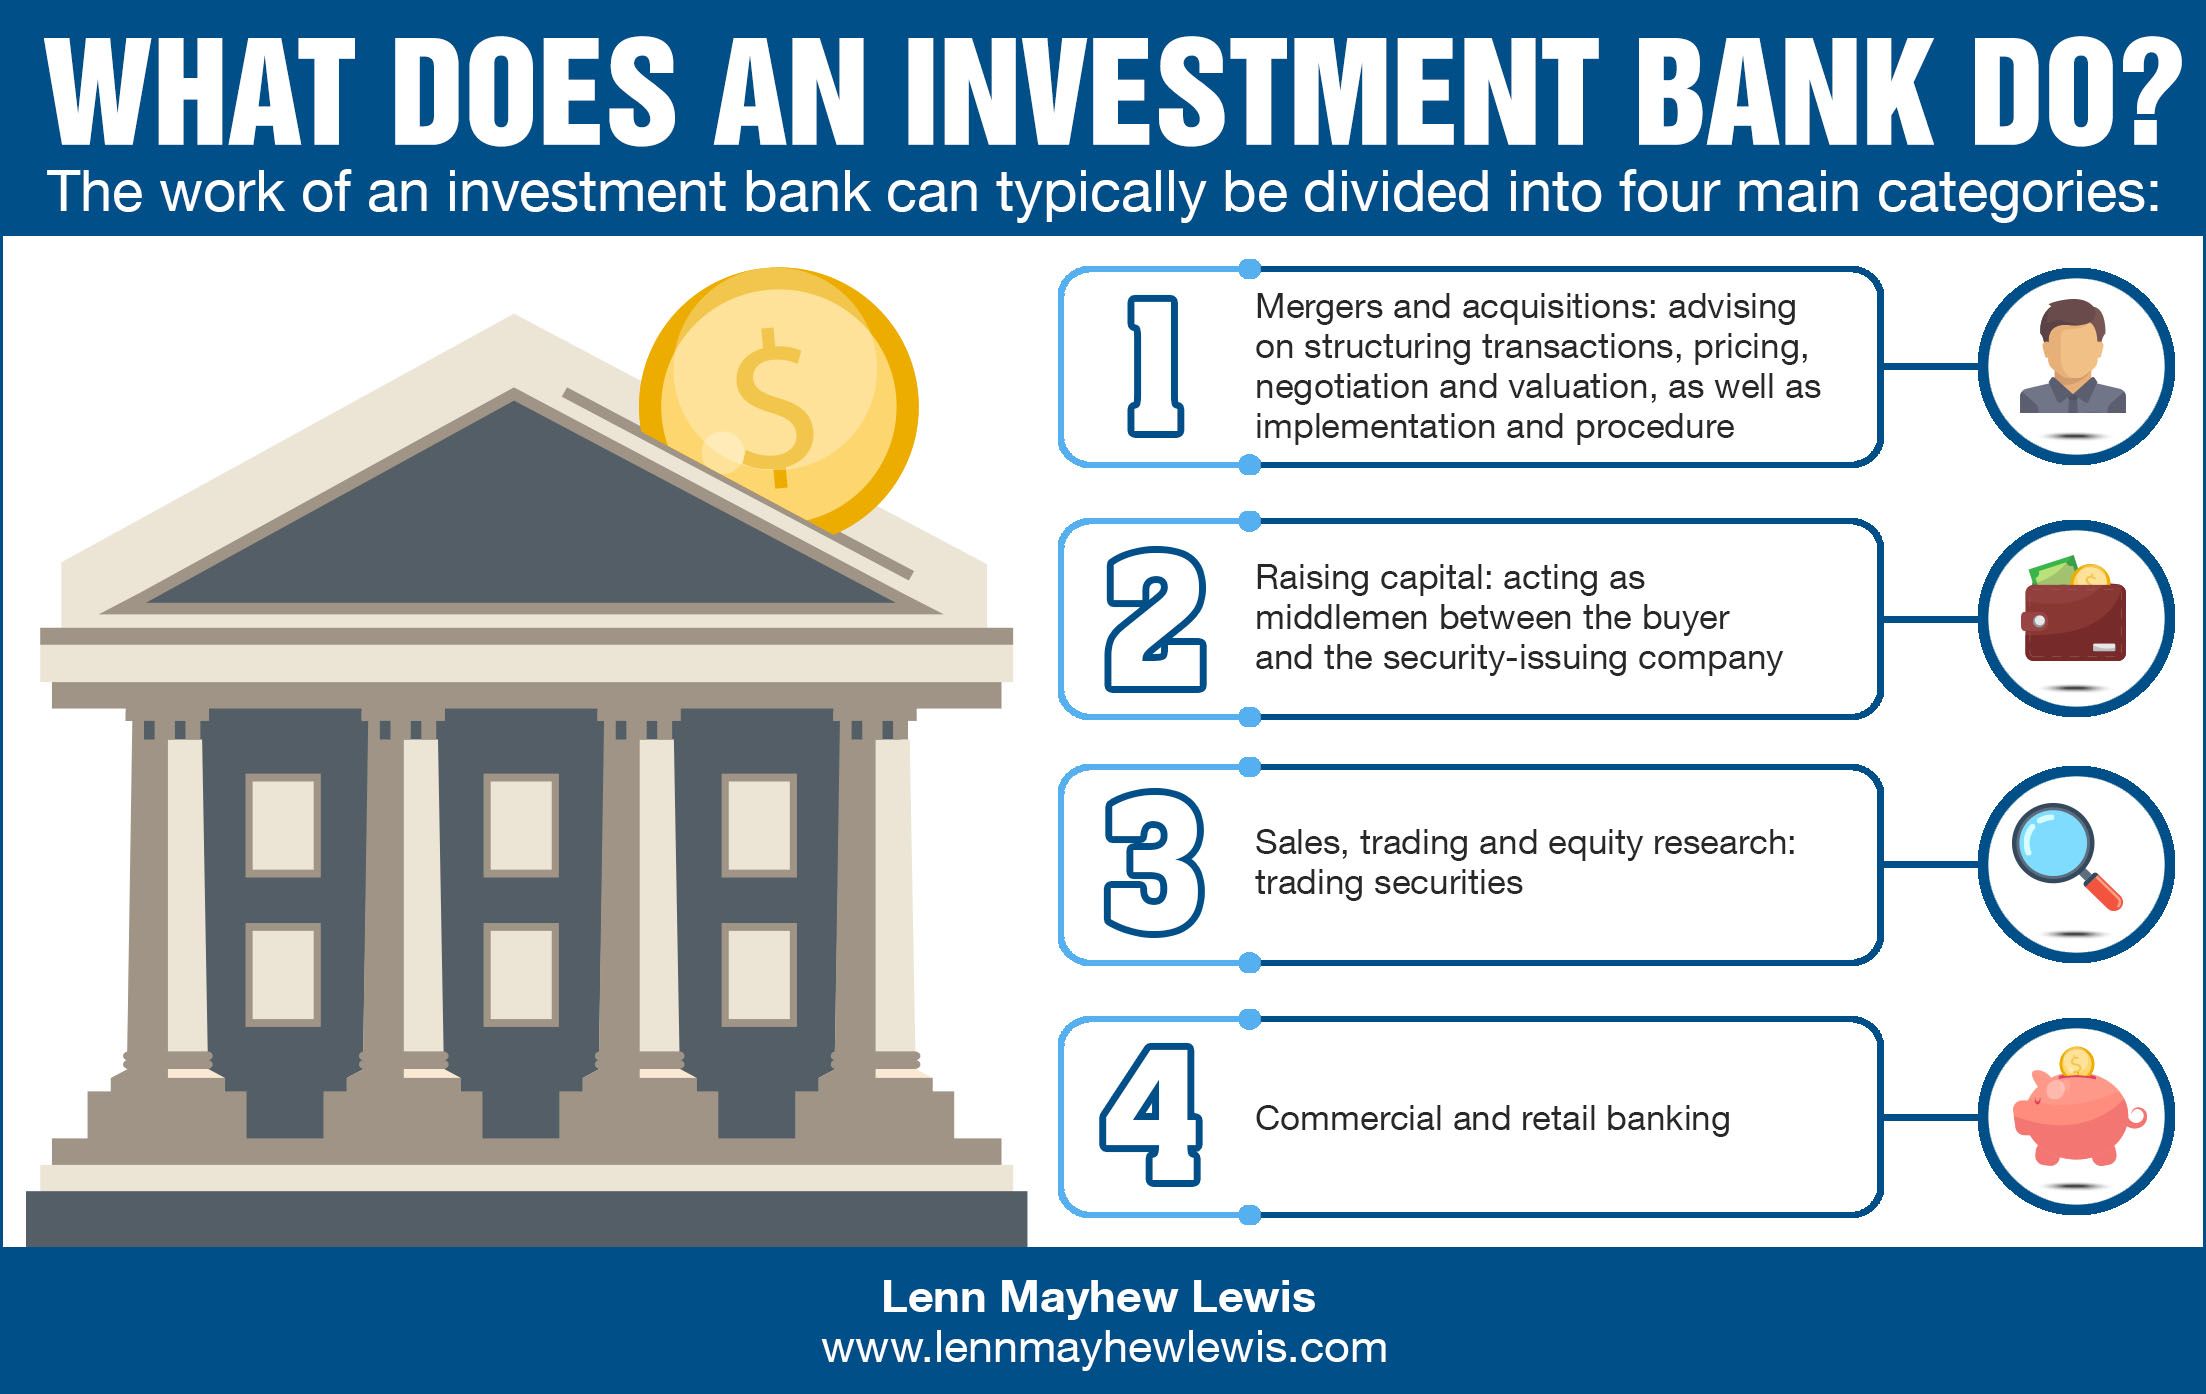 WHAT DOES AN INVESTMENT BANK DO?
The work of an investment bank can typically be divided into four main categories:
$
1
Mergers and acquisitions: advising
on structuring transactions, pricing,
negotiation and valuation, as well as
implementation and procedure
2
Raising capital: acting as
middlemen between the buyer
and the security-issuing company
$
3
Sales, trading and equity research:
trading securities
4
Commercial and retail banking
$
Lenn Mayhew Lewis
www.lennmayhewlewis.com